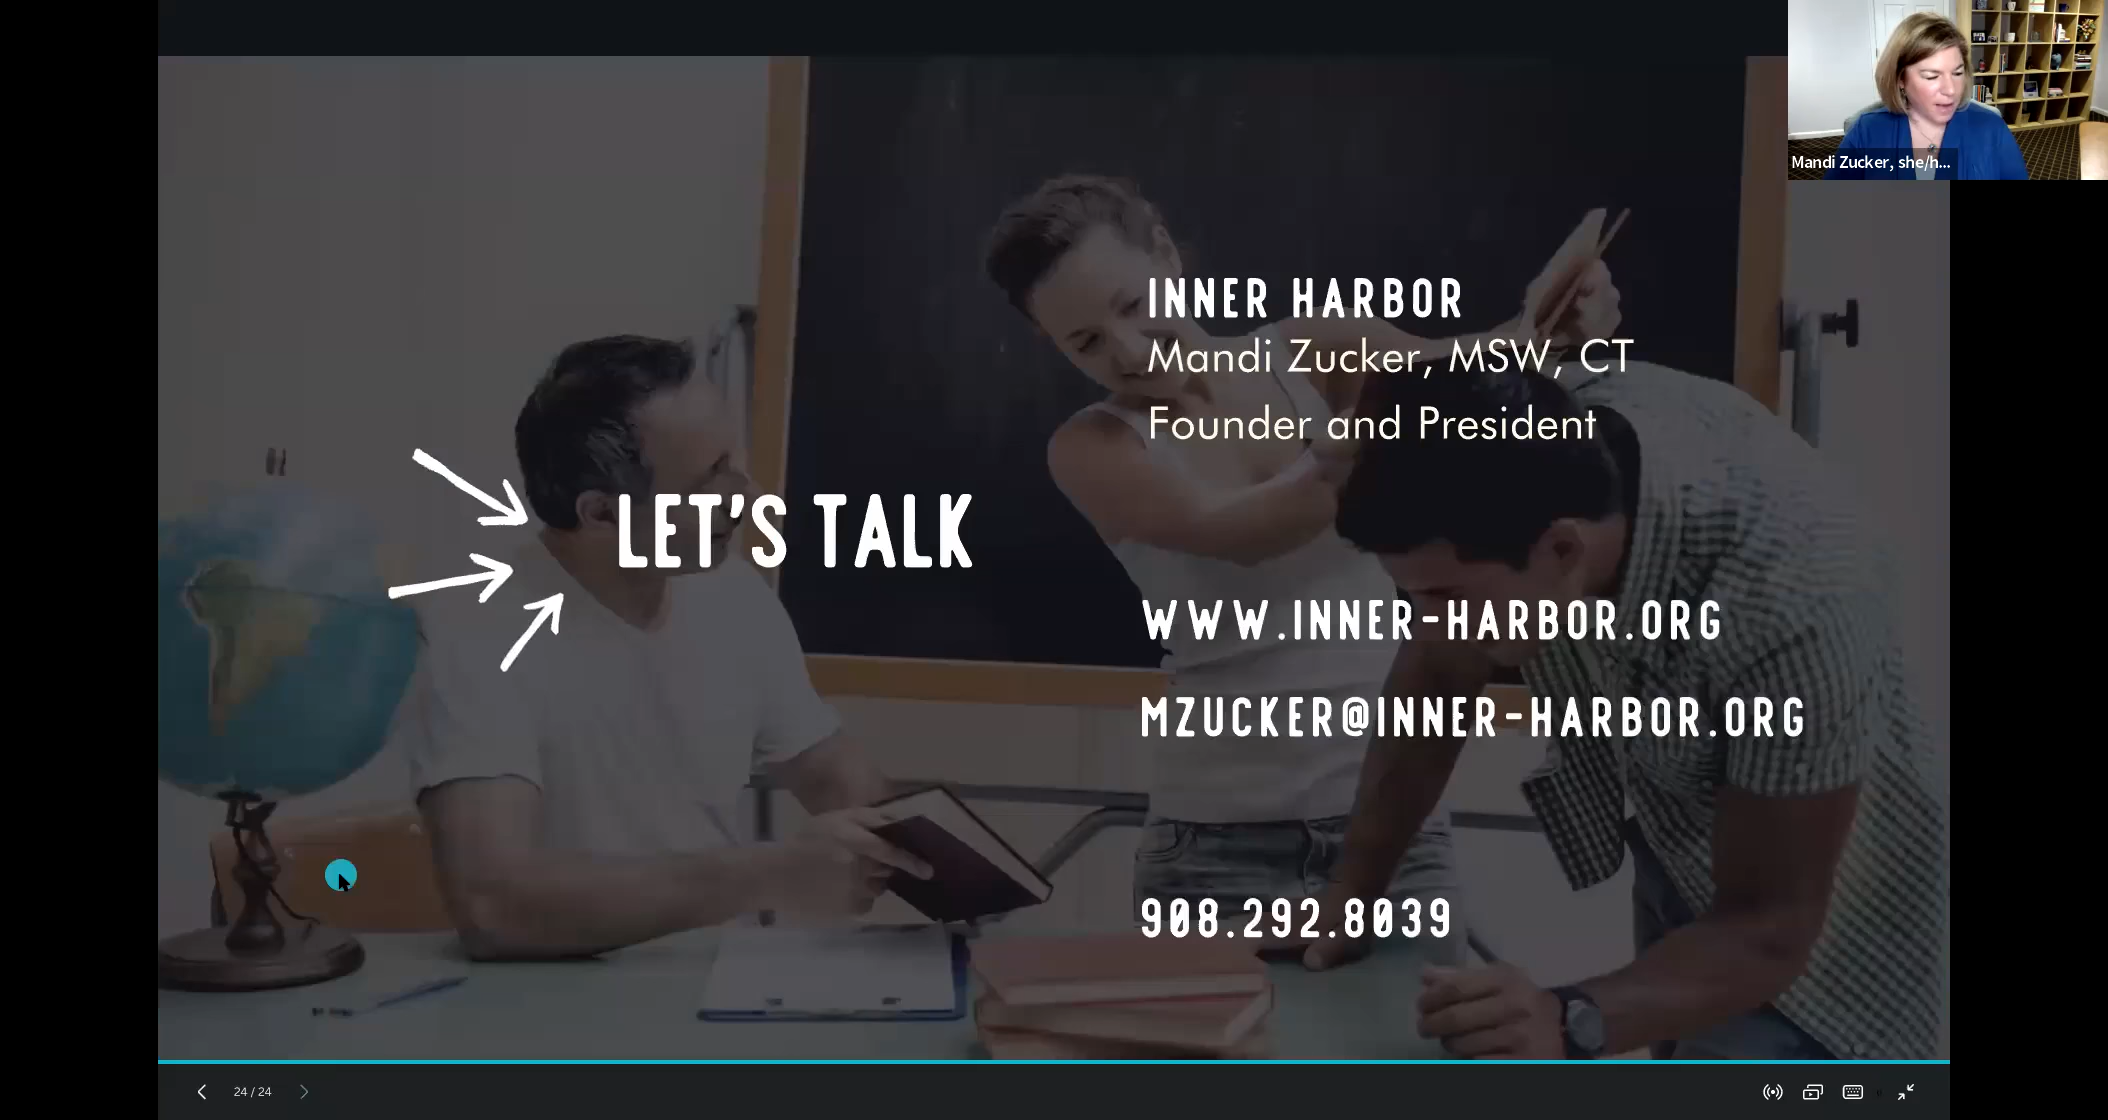 Mandi Zucker, she/h...
INNER HARBOR
Mandi Zucker, MSW, CT
Founder and President
LET'S TALK
WWW.INNER-HARBOR.ORG
MZUCKER@INNER-HARBOR.ORG
908.292.8039
24 / 24